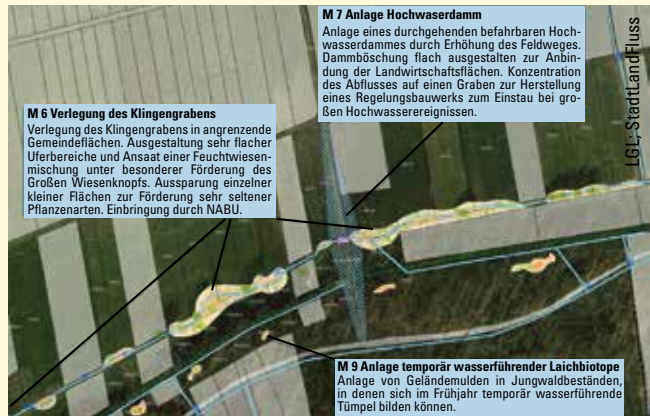 M 7 Anlage Hochwaserdamm
Anlage eines durchgehenden befahrbaren Hoch-
wasserdammes durch Erhöhung des Feldweges.
Dammböschung flach ausgestalten zur Anbin-
dung der Landwirtschaftsflächen. Konzentration
des Abflusses auf einen Graben zur Herstellung
eines Regelungsbauwerks zum Einstau bei gro-
ßen Hochwasserereignissen.
LGL; StadtLandFluss
M 6 Verlegung des Klingengrabens
Verlegung des Klingengrabens in angrenzende
Gemeindeflächen. Ausgestaltung sehr flacher
Uferbereiche und Ansaat einer Feuchtwiesen-
mischung unter besonderer Förderung des
Großen Wiesenknopfs. Aussparung einzelner
kleiner Flächen zur Förderung sehr seltener
Pflanzenarten. Einbringung durch NABU.
M 9 Anlage temporär wasserführender Laichbiotope
Anlage von Geländemulden in Jungwaldbeständen,
in denen sich im Frühjahr temporär wasserführende
Tümpel bilden können.